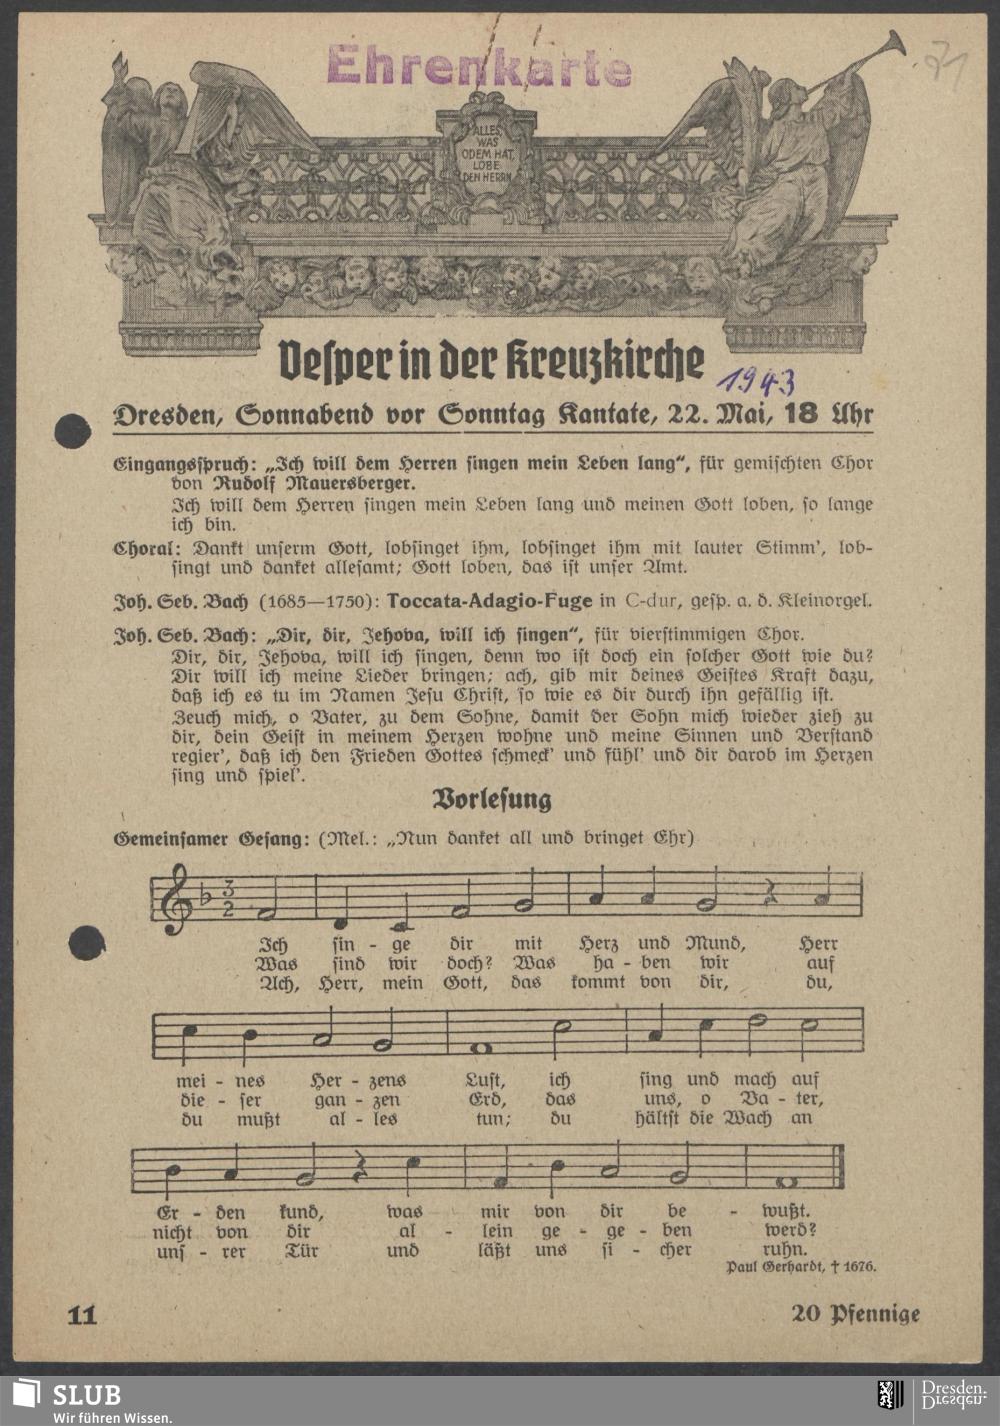 Ehrenkarte
ALLES,
WAS
ODEM HAT,
LOBE
DEN HERRN
Vesper in der Kreuzkirche
1943
Dresden, Sonnabend vor Sonntag Kantate, 22. Mai, 18 Uhr
Eingangsspruch: „Ich will dem Herren singen mein Leben lang“, für gemischten Chor
von Rudolf Mauersberger.
Ich will dem Herren singen mein Leben lang und meinen Gott loben, so lange
ich bin.
Choral: Dankt unserm Gott, lobsinget ihm, lobsinget ihm mit lauter Stimm’, lob-
singt und danket allesamt; Gott loben, das ist unser Amt.
Joh. Seb. Bach (1685—1750): Toccata-Adagio-Fuge in C-dur, gesp. a. d. Kleinorgel.
Joh. Seb. Bach: „Dir, dir, Jehova, will ich singen“, für vierstimmigen Chor.
Dir, dir, Jehova, will ich singen, denn wo ist doch ein solcher Gott wie du?
Dir will ich meine Lieder bringen; ach, gib mir deines Geistes Kraft dazu,
daß ich es tu im Namen Jesu Christ, so wie es dir durch ihn gefällig ist.
Zeuch mich, o Vater, zu dem Sohne, damit der Sohn mich wieder zieh zu
dir, dein Geist in meinem Herzen wohne und meine Sinnen und Verstand
regier’, daß ich den Frieden Gottes schmeck’ und fühl’ und dir darob im Herzen
sing und spiel’.
Vorlesung
Gemeinsamer Gesang: (Mel.: „Nun danket all und bringet Ehr)
3
2
Ich sin - ge dir mit Herz und Mund, Herr
Was sind wir doch? Was ha - ben wir auf
Ach, Herr, mein Gott, das kommt von dir, du,
mei - nes Her - zens Lust, ich sing und mach auf
die - ser gan - zen Erd, das uns, o Va - ter,
du mußt al - les tun; du hältst die Wach an
Er - den kund, was mir von dir be - wußt.
nicht von dir al - lein ge - ge - ben werd?
uns - rer Tür und läßt uns si - cher ruhn.
Paul Gerhardt, † 1676.
11
20 Pfennige
SLUB
Wir führen Wissen.
Dresden.
Dresden.